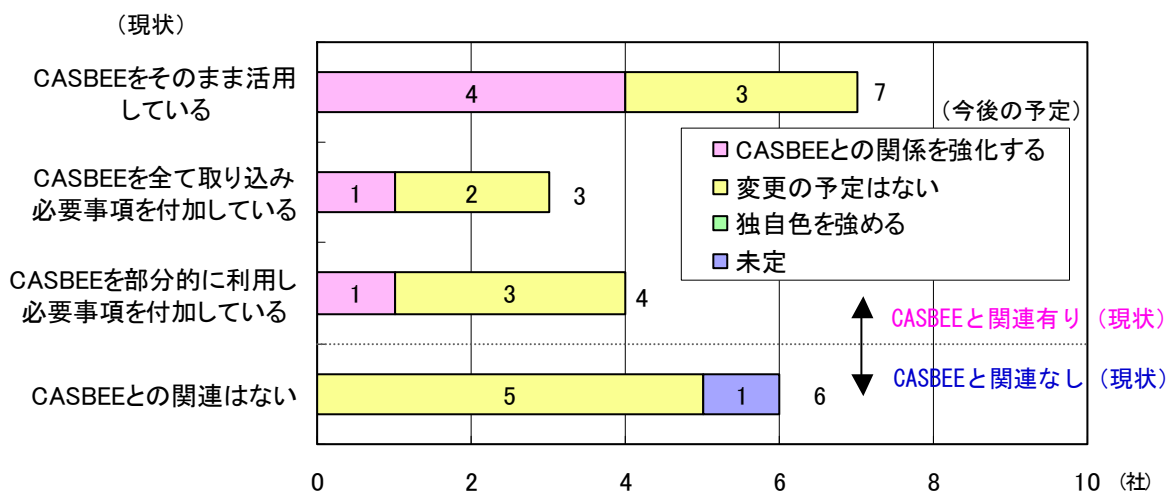 （現状）
CASBEEをそのまま活用
している
4
3
7
（今後の予定）
CASBEEとの関係を強化する
変更の予定はない
独自色を強める
未定
CASBEEを全て取り込み
必要事項を付加している
1
2
3
CASBEEを部分的に利用し
必要事項を付加している
1
3
4
CASBEEと関連有り（現状）
CASBEEと関連なし（現状）
CASBEEとの関連はない
5
1
6
0 2 4 6 8 10 （社）